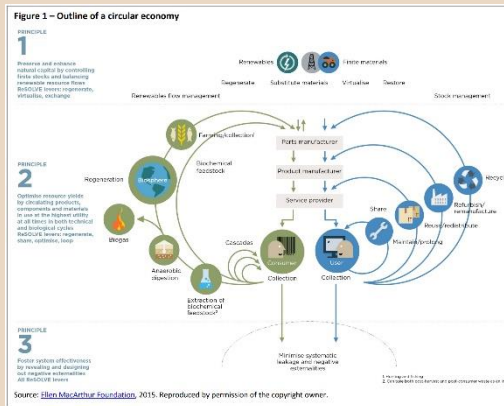 Figure 1 – Outline of a circular economy
PRINCIPLE
1
Preserve and enhance
natural capital by controlling
finite stocks and balancing
renewable resource flows
ReSOLVE levers: regenerate,
virtualise, exchange
Renewables
Finite materials
Regenerate
Substitute materials
Virtualise
Restore
Renewables flow management
Stock management
PRINCIPLE
2
Optimise resource yields
by circulating products,
components and materials
in use at the highest utility
at all times in both technical
and biological cycles
ReSOLVE levers: regenerate,
share, optimise, loop
Farming/collection¹
Parts manufacturer
Biochemical
feedstock
Product manufacturer
Regeneration
Biosphere
Recycle
Service provider
Share
Refurbish/
remanufacture
Reuse/redistribute
Biogas
Cascades
Maintain/prolong
Anaerobic
digestion
Consumer
User
Collection
Collection
Extraction of
biochemical
feedstock²
PRINCIPLE
3
Foster system effectiveness
by revealing and designing
out negative externalities
All ReSOLVE levers
Minimise systematic
leakage and negative
externalities
1. Hunting and fishing
Source: Ellen MacArthur Foundation, 2015. Reproduced by permission of the copyright owner.